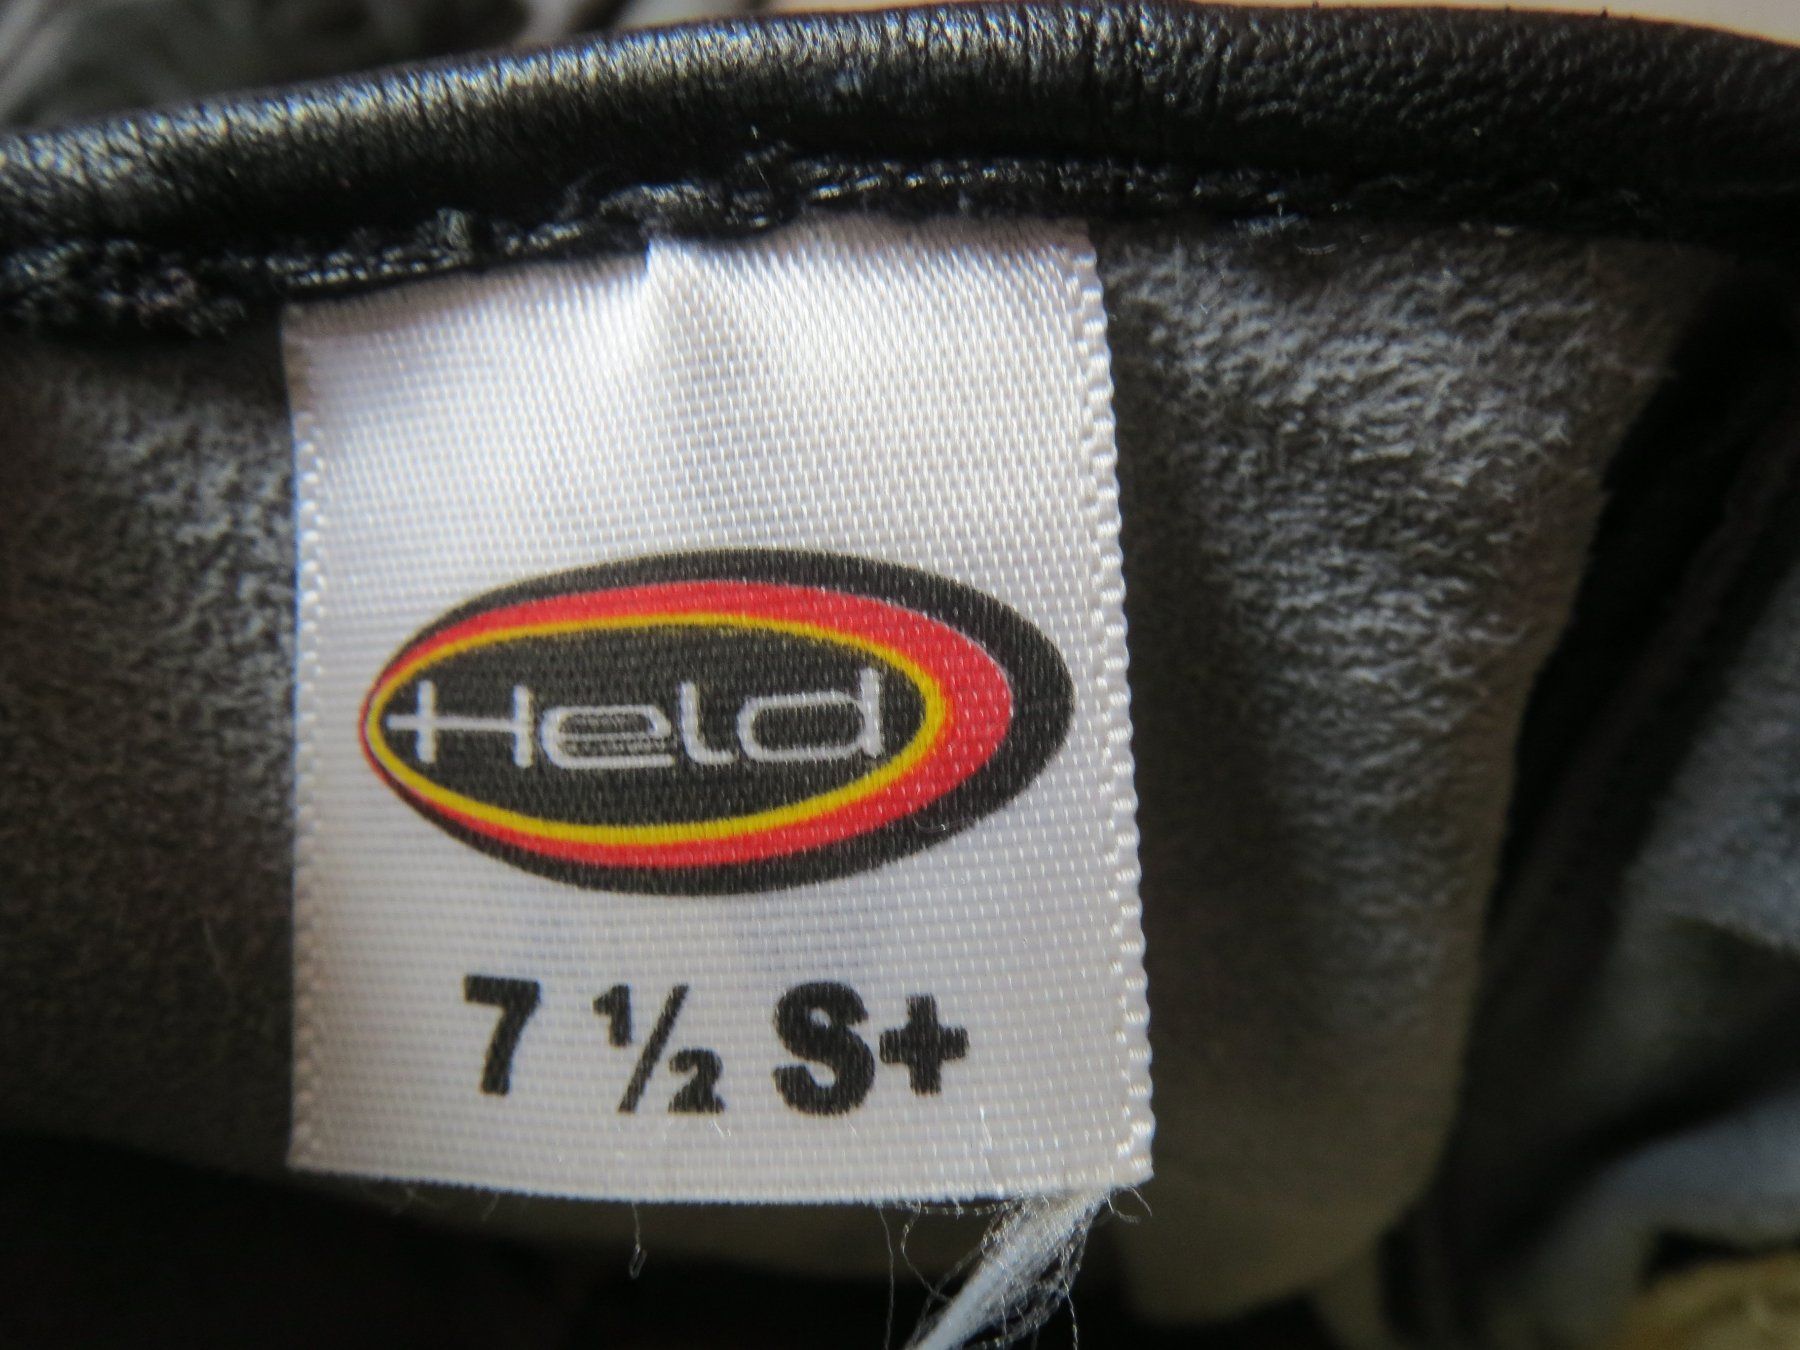 Held
7 ½ S+